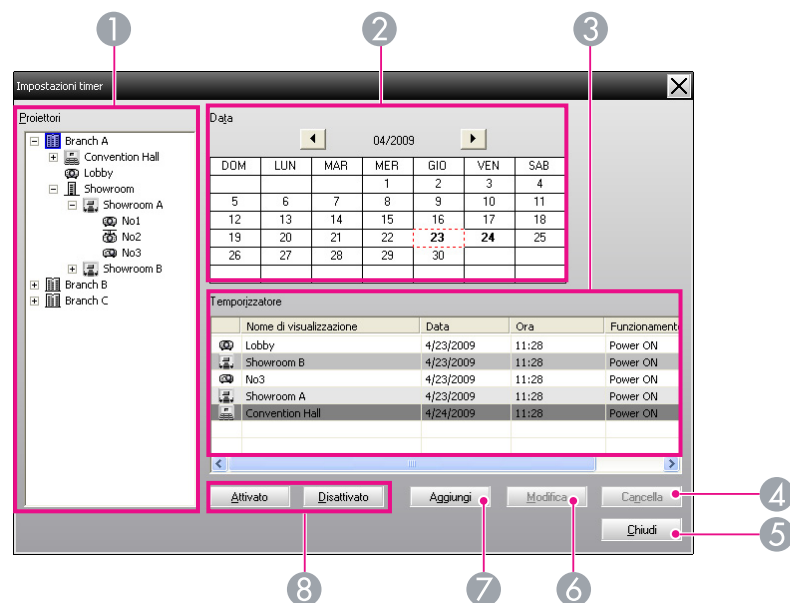 1 2 3
Impostazioni timer
Proiettori
Branch A
Convention Hall
Lobby
Showroom
Showroom A
No1
No2
No3
Showroom B
Branch B
Branch C
Data
04/2009
DOM LUN MAR MER GIO VEN SAB
1 2 3 4
5 6 7 8 9 10 11
12 13 14 15 16 17 18
19 20 21 22 23 24 25
26 27 28 29 30
Temporizzatore
Nome di visualizzazione Data Ora Funzionamento
Lobby 4/23/2009 11:28 Power ON
Showroom B 4/23/2009 11:28 Power ON
No3 4/23/2009 11:28 Power ON
Showroom A 4/23/2009 11:28 Power ON
Convention Hall 4/24/2009 11:28 Power ON
Attivato Disattivato Aggiungi Modifica Cancella 4
Chiudi 5
8 7 6